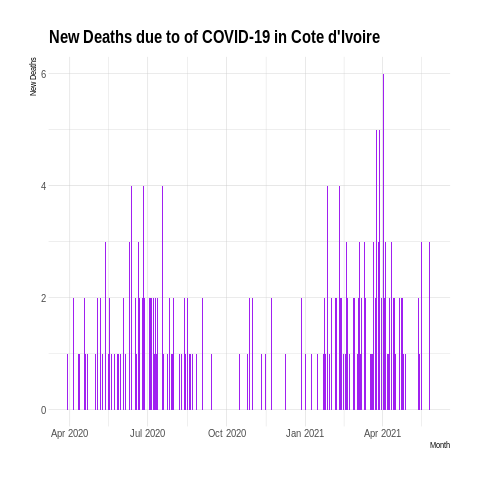 New Deaths due to of COVID-19 in Cote d'Ivoire
New Deaths
6
4
2
0
Apr 2020 Jul 2020 Oct 2020 Jan 2021 Apr 2021
Month